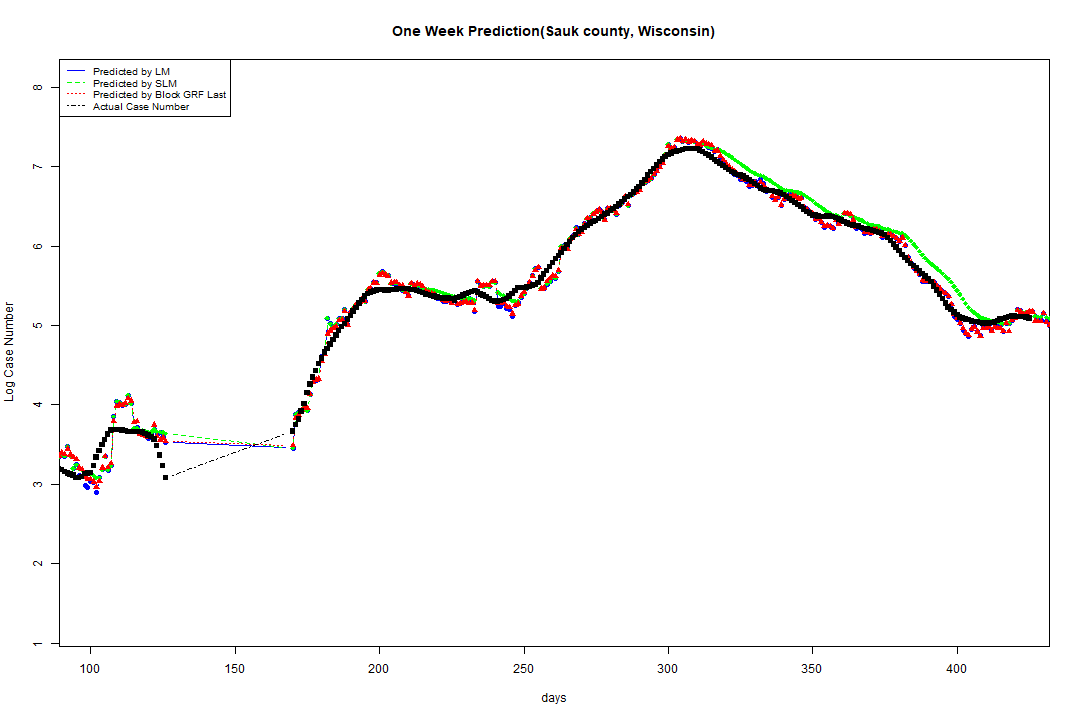 One Week Prediction(Sauk county, Wisconsin)
Predicted by LM
Predicted by SLM
Predicted by Block GRF Last
Actual Case Number
8
7
6
5
4
3
2
1
Log Case Number
100 150 200 250 300 350 400
days